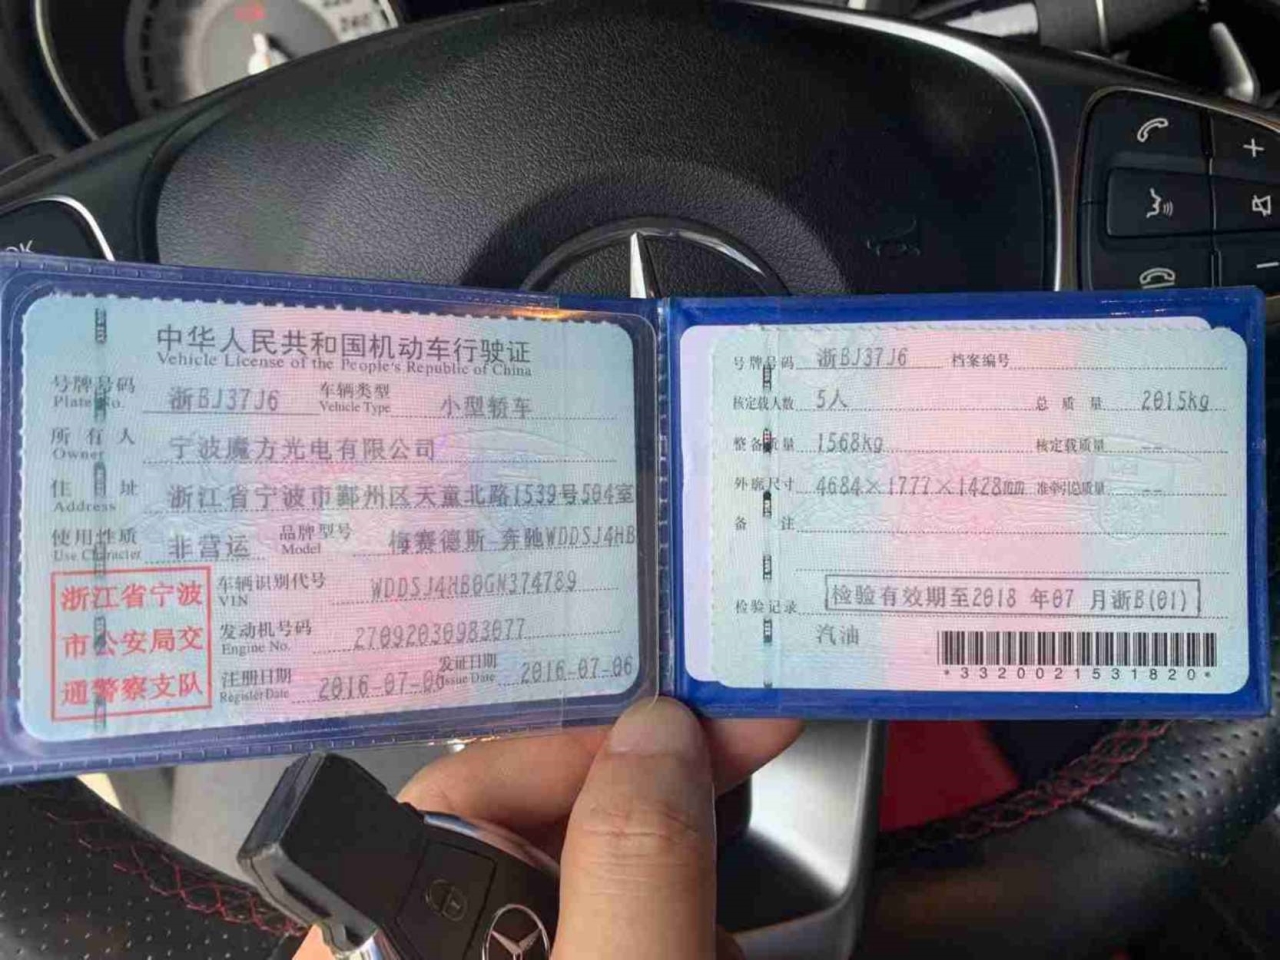 中华人民共和国机动车行驶证
Vehicle License of the People's Republic of China
号牌号码 浙BJ37J6 车辆类型 小型轿车
Plate No. Vehicle Type
所有人 宁波魔方光电有限公司
Owner
住址 浙江省宁波市鄞州区天童北路1539号504室
Address
使用性质 非营运 品牌型号 梅赛德斯-奔驰WDDSJ4HB
Use Character Model
浙江省宁波
市公安局交
通警察支队
车辆识别代号 WDDSJ4HB0GN374789
VIN
发动机号码 27092030983077
Engine No.
注册日期 2016-07-06 发证日期 2016-07-06
Register Date Issue Date
号牌号码 浙BJ37J6 档案编号
核定载人数 5人 总质量 2015kg
整备质量 1568kg 核定载质量 --
外廓尺寸 4684×1777×1428mm 准牵引总质量 --
备注
检验记录 检验有效期至2018年07月浙B(01)
汽油
*3320021531820*
OK